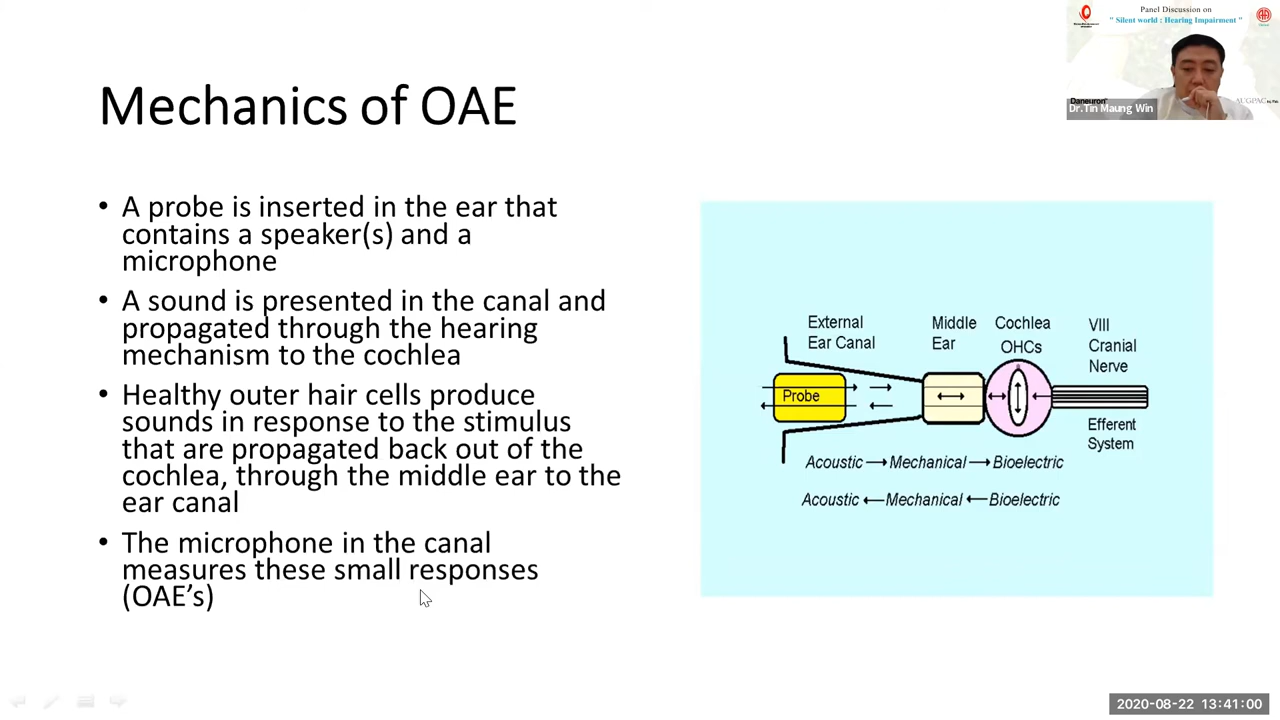 Panel Discussion on
" Silent world : Hearing Impairment "
Daneuron
Dr.Tin Maung Win
Mechanics of OAE
• A probe is inserted in the ear that
contains a speaker(s) and a
microphone
• A sound is presented in the canal and
propagated through the hearing
mechanism to the cochlea
• Healthy outer hair cells produce
sounds in response to the stimulus
that are propagated back out of the
cochlea, through the middle ear to the
ear canal
• The microphone in the canal
measures these small responses
(OAE’s)
External
Ear Canal
Middle
Ear
Cochlea
OHCs
VIII
Cranial
Nerve
Probe
Efferent
System
Acoustic → Mechanical → Bioelectric
Acoustic ← Mechanical ← Bioelectric
2020-08-22 13:41:00